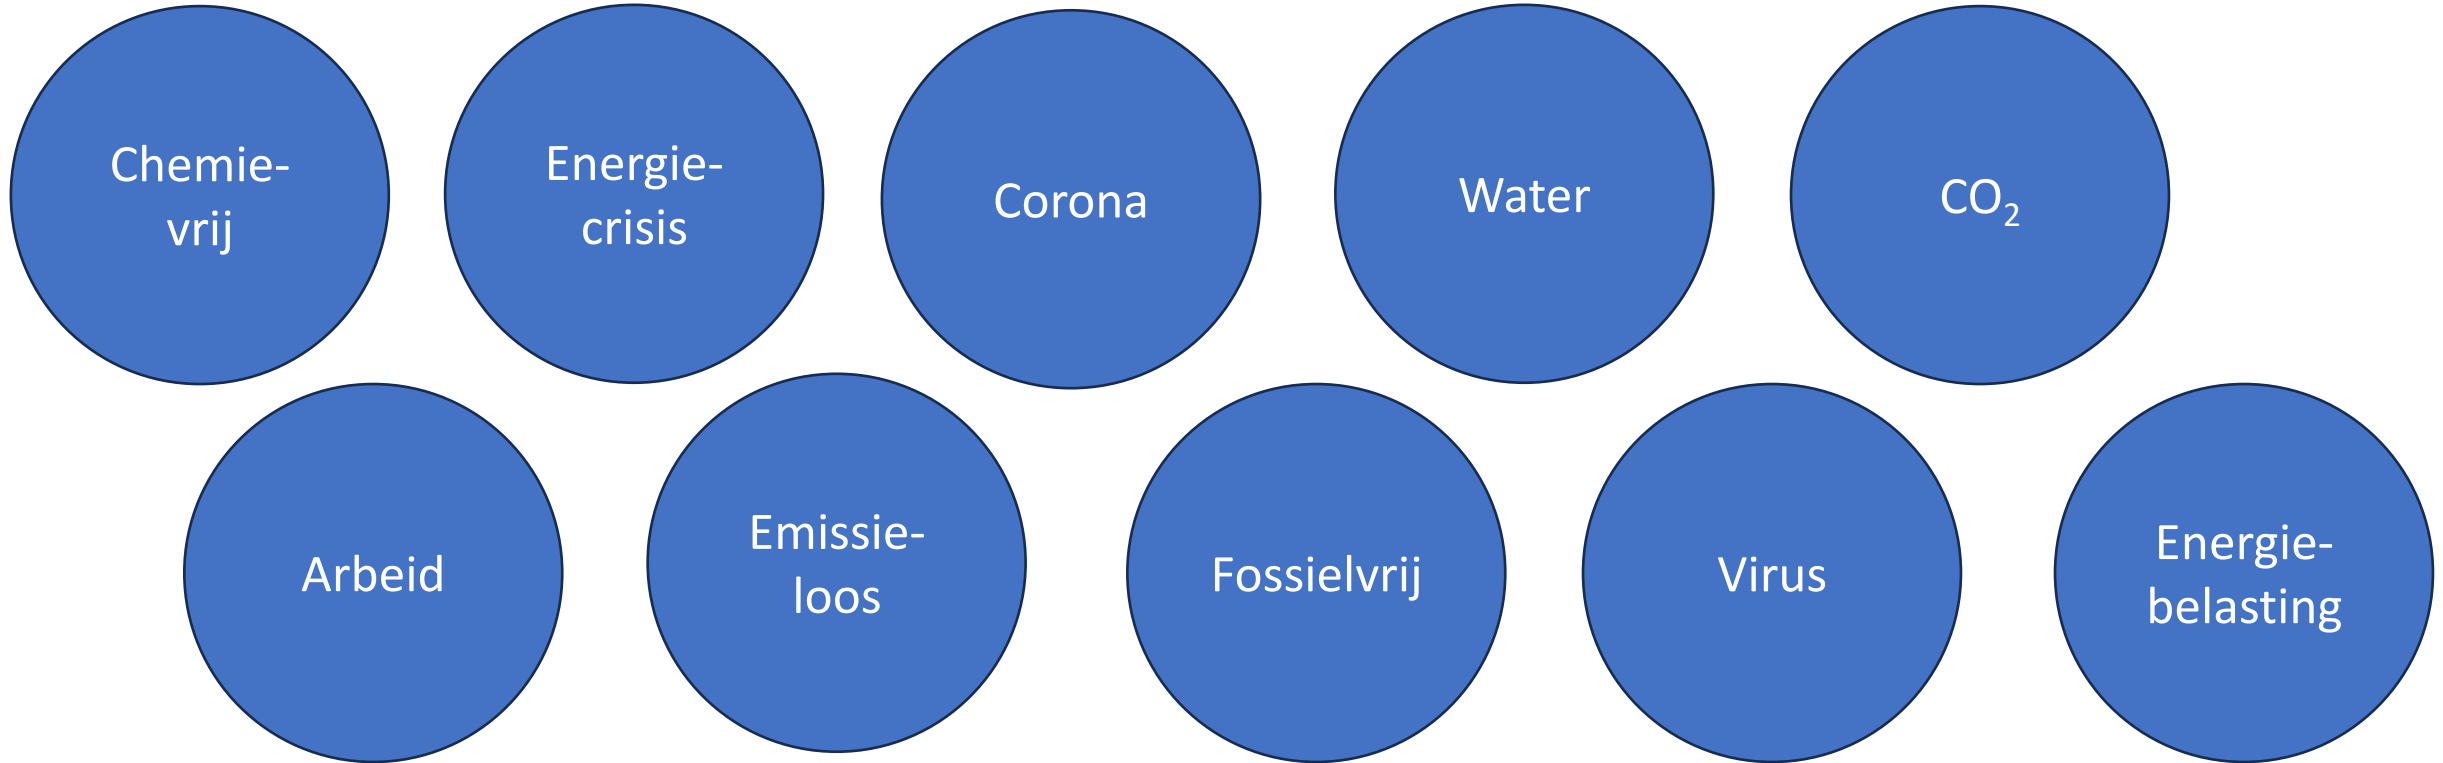 Chemie-
vrij
Energie-
crisis
Corona
Water
CO₂
Arbeid
Emissie-
loos
Fossielvrij
Virus
Energie-
belasting